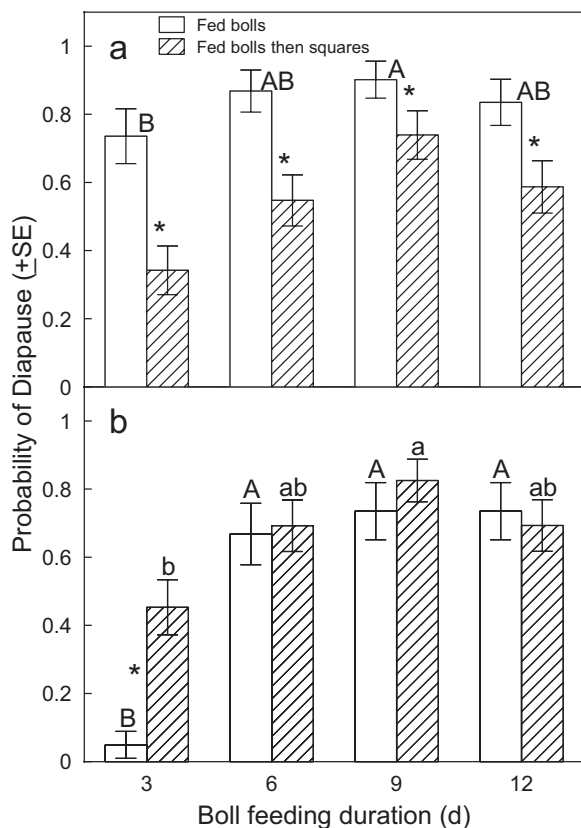 Fed bolls
Fed bolls then squares
a
1
0.8
0.6
0.4
0.2
0
B
*
AB
*
A
*
AB
*
b
1
0.8
0.6
0.4
0.2
0
*
B
b
A
ab
A
a
A
ab
3
6
9
12
Boll feeding duration (d)
Probability of Diapause (±SE)